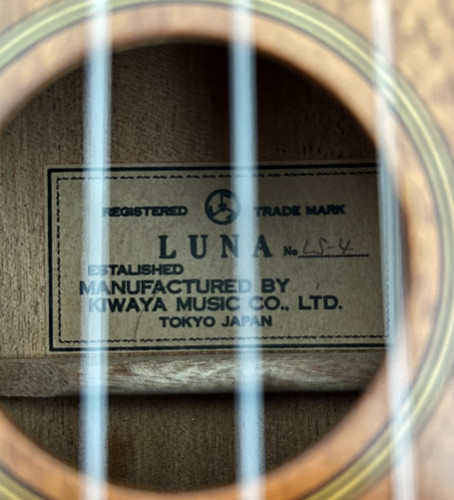 REGISTERED TRADE MARK
LUNA No LS-4
ESTALISHED
MANUFACTURED BY
KIWAYA MUSIC CO., LTD.
TOKYO JAPAN